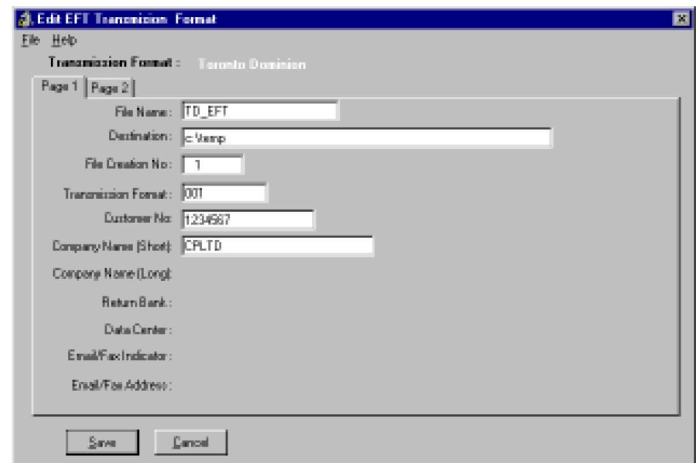 Edit EFT Transmision Format
File Help
Transmission Format : Toronto Dominion
Page 1 Page 2
File Name: TD_EFT
Destination: c:\temp
File Creation No: 1
Transmission Format: 001
Customer No: 1234567
Company Name (Short): CPLTD
Company Name (Long):
Return Bank:
Data Center:
Email/Fax Indicator:
Email/Fax Address:
Save Cancel